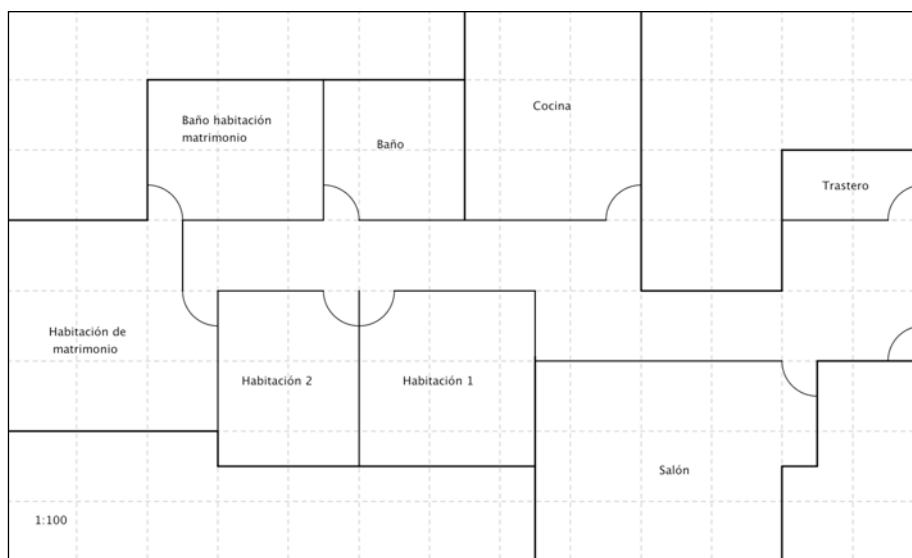 Cocina
Baño habitación
matrimonio
Baño
Trastero
Habitación de
matrimonio
Habitación 2
Habitación 1
Salón
1:100